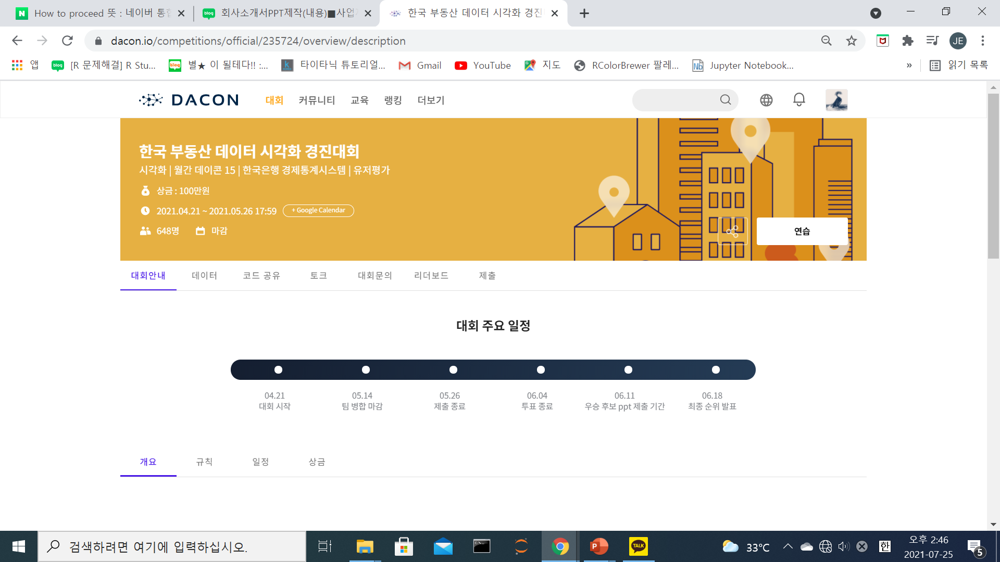 How to proceed 뜻 : 네이버 통합
회사소개서PPT제작(내용)■사업
한국 부동산 데이터 시각화 경진
dacon.io/competitions/official/235724/overview/description
JE
앱
[R 문제해결] R Stu...
별★ 이 될테다!! :...
타이타닉 튜토리얼...
Gmail
YouTube
지도
RColorBrewer 팔레...
Jupyter Notebook...
»
읽기 목록
DACON
대회
커뮤니티
교육
랭킹
더보기
한국 부동산 데이터 시각화 경진대회
시각화 | 월간 데이콘 15 | 한국은행 경제통계시스템 | 유저평가
상금 : 100만원
2021.04.21 ~ 2021.05.26 17:59
+ Google Calendar
648명
마감
연습
대회안내
데이터
코드 공유
토크
대회문의
리더보드
제출
대회 주요 일정
04.21
대회 시작
05.14
팀 병합 마감
05.26
제출 종료
06.04
투표 종료
06.11
우승 후보 ppt 제출 기간
06.18
최종 순위 발표
개요
규칙
일정
상금
검색하려면 여기에 입력하십시오.
TALK
33℃
한
오후 2:46
2021-07-25
5